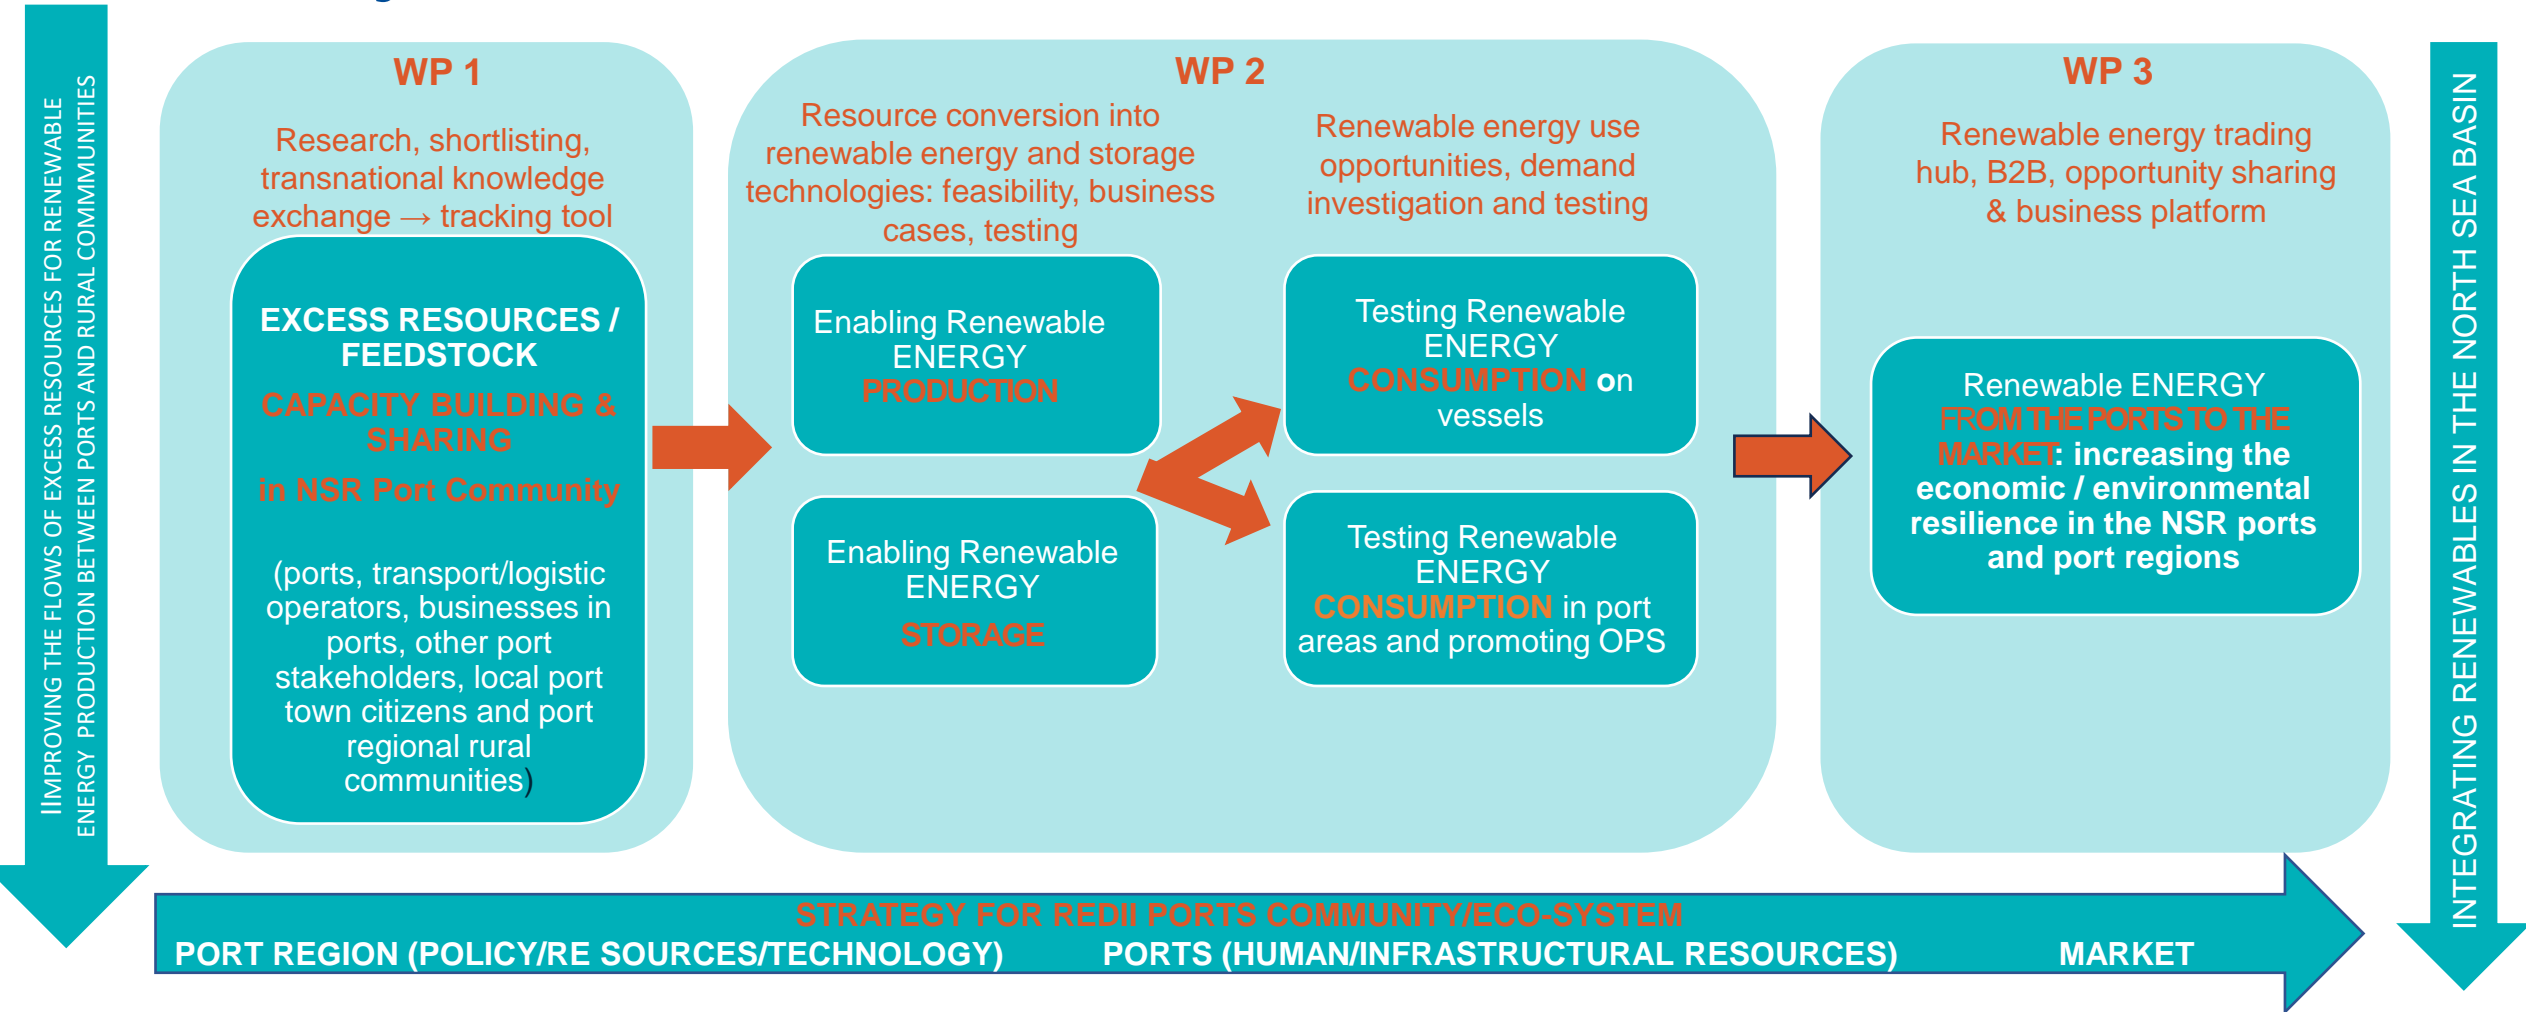 IIMPROVING THE FLOWS OF EXCESS RESOURCES FOR RENEWABLE
ENERGY PRODUCTION BETWEEN PORTS AND RURAL COMMMUNITIES
WP 1
Research, shortlisting,
transnational knowledge
exchange → tracking tool
EXCESS RESOURCES /
FEEDSTOCK
CAPACITY BUILDING &
SHARING
in NSR Port Community
(ports, transport/logistic
operators, businesses in
ports, other port
stakeholders, local port
town citizens and port
regional rural
communities)
WP 2
Resource conversion into
renewable energy and storage
technologies: feasibility, business
cases, testing
Enabling Renewable
ENERGY
PRODUCTION
Enabling Renewable
ENERGY
STORAGE
Renewable energy use
opportunities, demand
investigation and testing
Testing Renewable
ENERGY
CONSUMPTION on
vessels
Testing Renewable
ENERGY
CONSUMPTION in port
areas and promoting OPS
WP 3
Renewable energy trading
hub, B2B, opportunity sharing
& business platform
Renewable ENERGY
FROM THE PORTS TO THE
MARKET: increasing the
economic / environmental
resilience in the NSR ports
and port regions
INTEGRATING RENEWABLES IN THE NORTH SEA BASIN
STRATEGY FOR REDII PORTS COMMUNITY/ECO-SYSTEM
PORT REGION (POLICY/RE SOURCES/TECHNOLOGY) PORTS (HUMAN/INFRASTRUCTURAL RESOURCES) MARKET